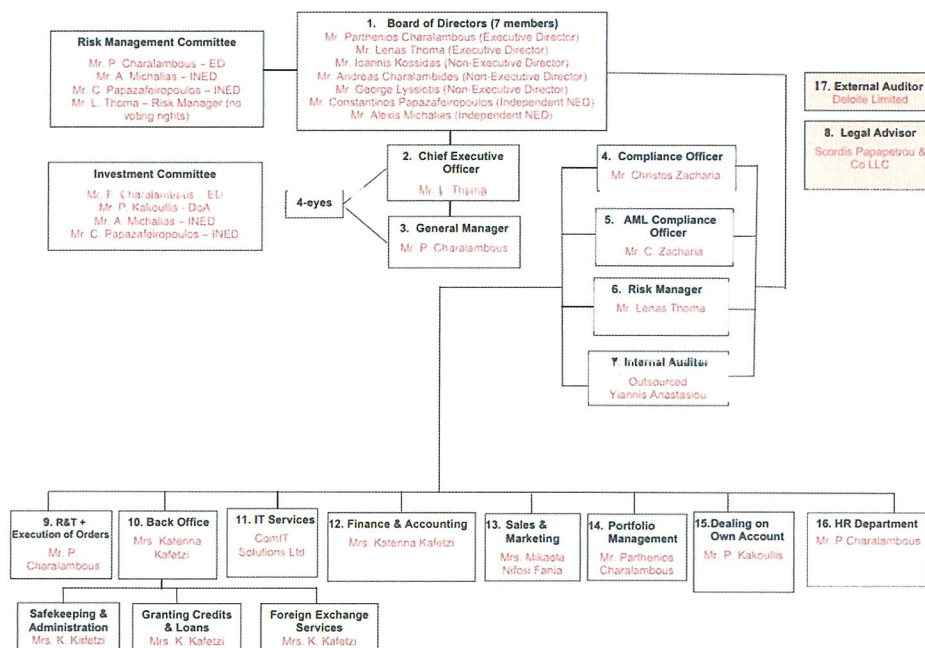 1. Board of Directors (7 members)
Mr. Parthenios Charalambous (Executive Director)
Mr. Lenas Thoma (Executive Director)
Mr. Ioannis Kossidas (Non-Executive Director)
Mr. Andreas Charalambides (Non-Executive Director)
Mr. George Lyssiotis (Non-Executive Director)
Mr. Constantinos Papazafeiropoulos (Independent NED)
Mr. Alexis Michalias (Independent NED)
Risk Management Committee
Mr. P. Charalambous – ED
Mr. A. Michalias – INED
Mr. C. Papazafeiropoulos – INED
Mr. L. Thoma – Risk Manager (no
voting rights)
17. External Auditor
Deloite Limited
8. Legal Advisor
Scordis Papapetrou &
Co LLC
Investment Committee
Mr. P. Charalambous – ED
Mr. P. Kakoullis - DoA
Mr. A. Michalias – INED
Mr. C. Papazafeiropoulos – INED
4-eyes
2. Chief Executive
Officer
Mr. L. Thoma
3. General Manager
Mr. P. Charalambous
4. Compliance Officer
Mr. Christos Zacharia
5. AML Compliance
Officer
Mr. C. Zacharia
6. Risk Manager
Mr. Lenas Thoma
7. Internal Auditor
Outsourced
Yiannis Anastasiou
9. R&T +
Execution of Orders
Mr. P
Charalambous
10. Back Office
Mrs. Katerina
Kafetzi
11. IT Services
ComIT
Solutions Ltd
12. Finance & Accounting
Mrs. Katerina Kafetzi
13. Sales &
Marketing
Mrs. Mikaela
Nifosi Fania
14. Portfolio
Management
Mr. Parthenios
Charalambous
15.Dealing on
Own Account
Mr. P. Kakoullis
16. HR Department
Mr. P Charalambous
Safekeeping &
Administration
Mrs. K. Kafetzi
Granting Credits
& Loans
Mrs. K. Kafetzi
Foreign Exchange
Services
Mrs. K. Kafetzi